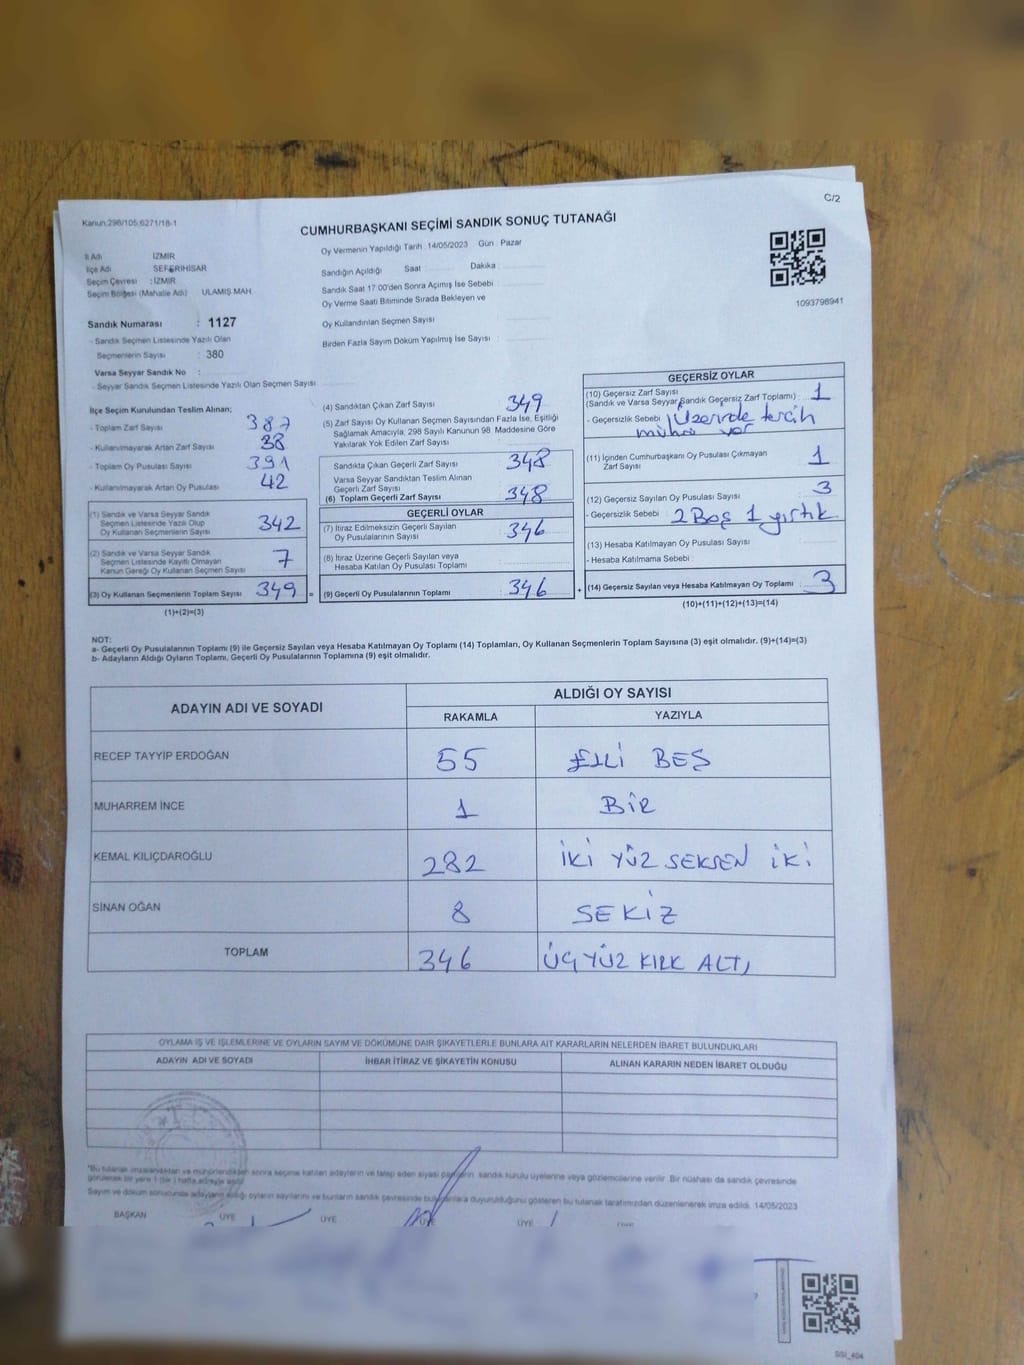 C/2
Kanun:298/105;6271/18-1
CUMHURBAŞKANI SEÇİMİ SANDIK SONUÇ TUTANAĞI
İl Adı İZMİR
İlçe Adı SEFERİHİSAR
Seçim Çevresi : İZMİR
Seçim Bölgesi (Mahalle Adı) ULAMIŞ MAH.
Sandık Numarası : 1127
- Sandık Seçmen Listesinde Yazılı Olan
Seçmenlerin Sayısı : 380
Varsa Seyyar Sandık No :
- Seyyar Sandık Seçmen Listesinde Yazılı Olan Seçmen Sayısı
Oy Vermenin Yapıldığı Tarih :14/05/2023 Gün : Pazar
Sandığın Açıldığı Saat Dakika :
Sandık Saat 17.00'den Sonra Açımış İse Sebebi :
Oy Verme Saati Bitiminde Sırada Bekleyen ve
Oy Kullandırılan Seçmen Sayısı :
Birden Fazla Sayım Döküm Yapılmış İse Sayısı :
1093798941
İlçe Seçim Kurulundan Teslim Alınan;
- Toplam Zarf Sayısı 387
- Kullanılmayarak Artan Zarf Sayısı 38
- Toplam Oy Pusulası Sayısı 391
- Kullanılmayarak Artan Oy Pusulası 42
(1) Sandık ve Varsa Seyyar Sandık
Seçmen Listesinde Yazılı Olup
Oy Kullanan Seçmenlerin Sayısı 342
(2) Sandık ve Varsa Seyyar Sandık
Seçmen Listesinde Kayıtlı Olmayan
Kanun Gereği Oy Kullanan Seçmen Sayısı 7
(3) Oy Kullanan Seçmenlerin Toplam Sayısı 349 =
(1)+(2)=(3)
(4) Sandıktan Çıkan Zarf Sayısı 349
(5) Zarf Sayısı Oy Kullanan Seçmen Sayısından Fazla İse, Eşitliği
Sağlamak Amacıyla, 298 Sayılı Kanunun 98. Maddesine Göre
Yakılarak Yok Edilen Zarf Sayısı
Sandıkta Çıkan Geçerli Zarf Sayısı 348
Varsa Seyyar Sandıktan Teslim Alınan
Geçerli Zarf Sayısı
(6) Toplam Geçerli Zarf Sayısı 348
GEÇERLİ OYLAR
(7) İtiraz Edilmeksizin Geçerli Sayılan
Oy Pusulalarının Sayısı 346
(8) İtiraz Üzerine Geçerli Sayılan veya
Hesaba Katılan Oy Pusulası Toplamı
(9) Geçerli Oy Pusulalarının Toplamı : 346 +
GEÇERSİZ OYLAR
(10) Geçersiz Zarf Sayısı
(Sandık ve Varsa Seyyar Sandık Geçersiz Zarf Toplamı) : 1
- Geçersizlik Sebebi : Üzerinde tercih
mührü var
(11) İçinden Cumhurbaşkanı Oy Pusulası Çıkmayan
Zarf Sayısı 1
(12) Geçersiz Sayılan Oy Pusulası Sayısı 3
- Geçersizlik Sebebi : 2 Boş 1 yırtık
(13) Hesaba Katılmayan Oy Pusulası Sayısı
- Hesaba Katılmama Sebebi :
(14) Geçersiz Sayılan veya Hesaba Katılmayan Oy Toplamı : 3
(10)+(11)+(12)+(13)=(14)
NOT:
a- Geçerli Oy Pusulalarının Toplamı (9) ile Geçersiz Sayılan veya Hesaba Katılmayan Oy Toplamı (14) Toplamları, Oy Kullanan Seçmenlerin Toplam Sayısına (3) eşit olmalıdır. (9)+(14)=(3)
b- Adayların Aldığı Oyların Toplamı, Geçerli Oy Pusulalarının Toplamına (9) eşit olmalıdır.
ADAYIN ADI VE SOYADI ALDIĞI OY SAYISI
RAKAMLA YAZIYLA
RECEP TAYYİP ERDOĞAN 55 ELLİ BEŞ
MUHARREM İNCE 1 BİR
KEMAL KILIÇDAROĞLU 282 İKİ YÜZ SEKSEN İKİ
SİNAN OĞAN 8 SEKİZ
TOPLAM 346 ÜÇ YÜZ KIRK ALTI
OYLAMA İŞ VE İŞLEMLERİNE VE OYLARIN SAYIM VE DÖKÜMÜNE DAİR ŞİKAYETLERLE BUNLARA AİT KARARLARIN NELERDEN İBARET BULUNDUKLARI
ADAYIN ADI VE SOYADI İHBAR İTİRAZ VE ŞİKAYETİN KONUSU ALINAN KARARIN NEDEN İBARET OLDUĞU
"Bu tutanak imzalandıktan ve mühürlendikten sonra seçime katılan adayların ve talep eden siyasi partilerin sandık kurulu üyelerine veya gözlemcilerine verilir. Bir nüshası da sandık çevresinde
görülecek bir yere 1 (bir) hafta süreyle asılır
Sayım ve döküm sonucunda adayların aldığı oyların sayılarını ve bunların sandık çevresinde bulunanlara duyurulduğunu gösteren bu tutanak tarafımızdan düzenlenerek imza edildi. 14/05/2023
BAŞKAN ÜYE ÜYE ÜYE ÜYE
SSI_404